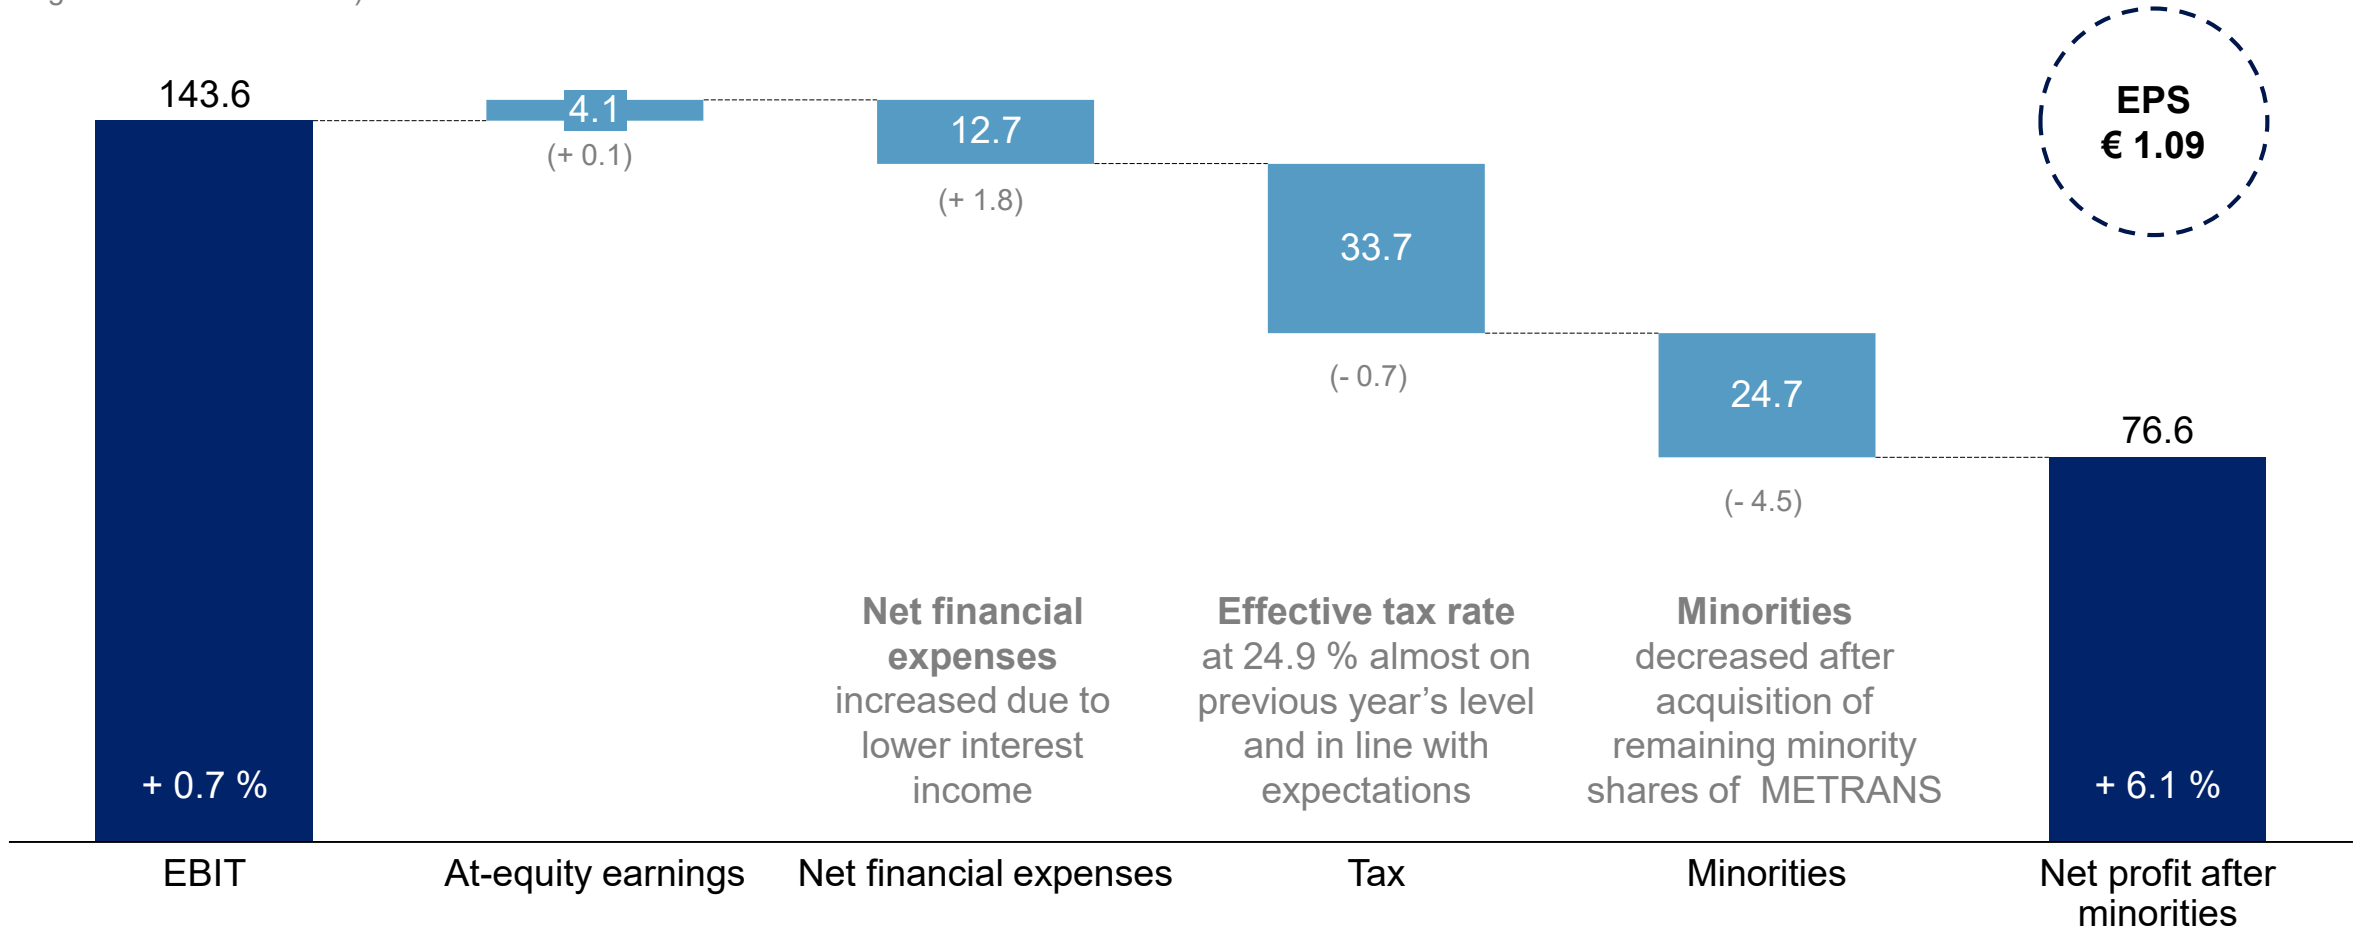 143.6
4.1
(+ 0.1)
12.7
(+ 1.8)
33.7
(- 0.7)
24.7
(- 4.5)
76.6
EPS
€ 1.09
Net financial
expenses
increased due to
lower interest
income
Effective tax rate
at 24.9 % almost on
previous year’s level
and in line with
expectations
Minorities
decreased after
acquisition of
remaining minority
shares of  METRANS
+ 0.7 %
+ 6.1 %
EBIT
At-equity earnings
Net financial expenses
Tax
Minorities
Net profit after
minorities